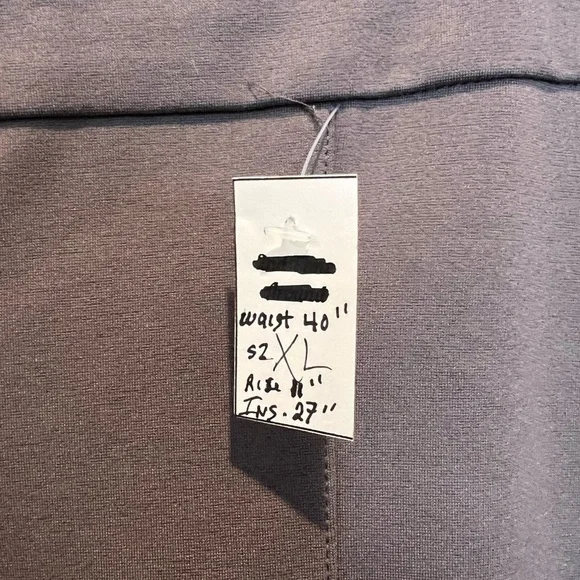 Waist 40"
SZ XL
Rise 11"
Ins. 27"